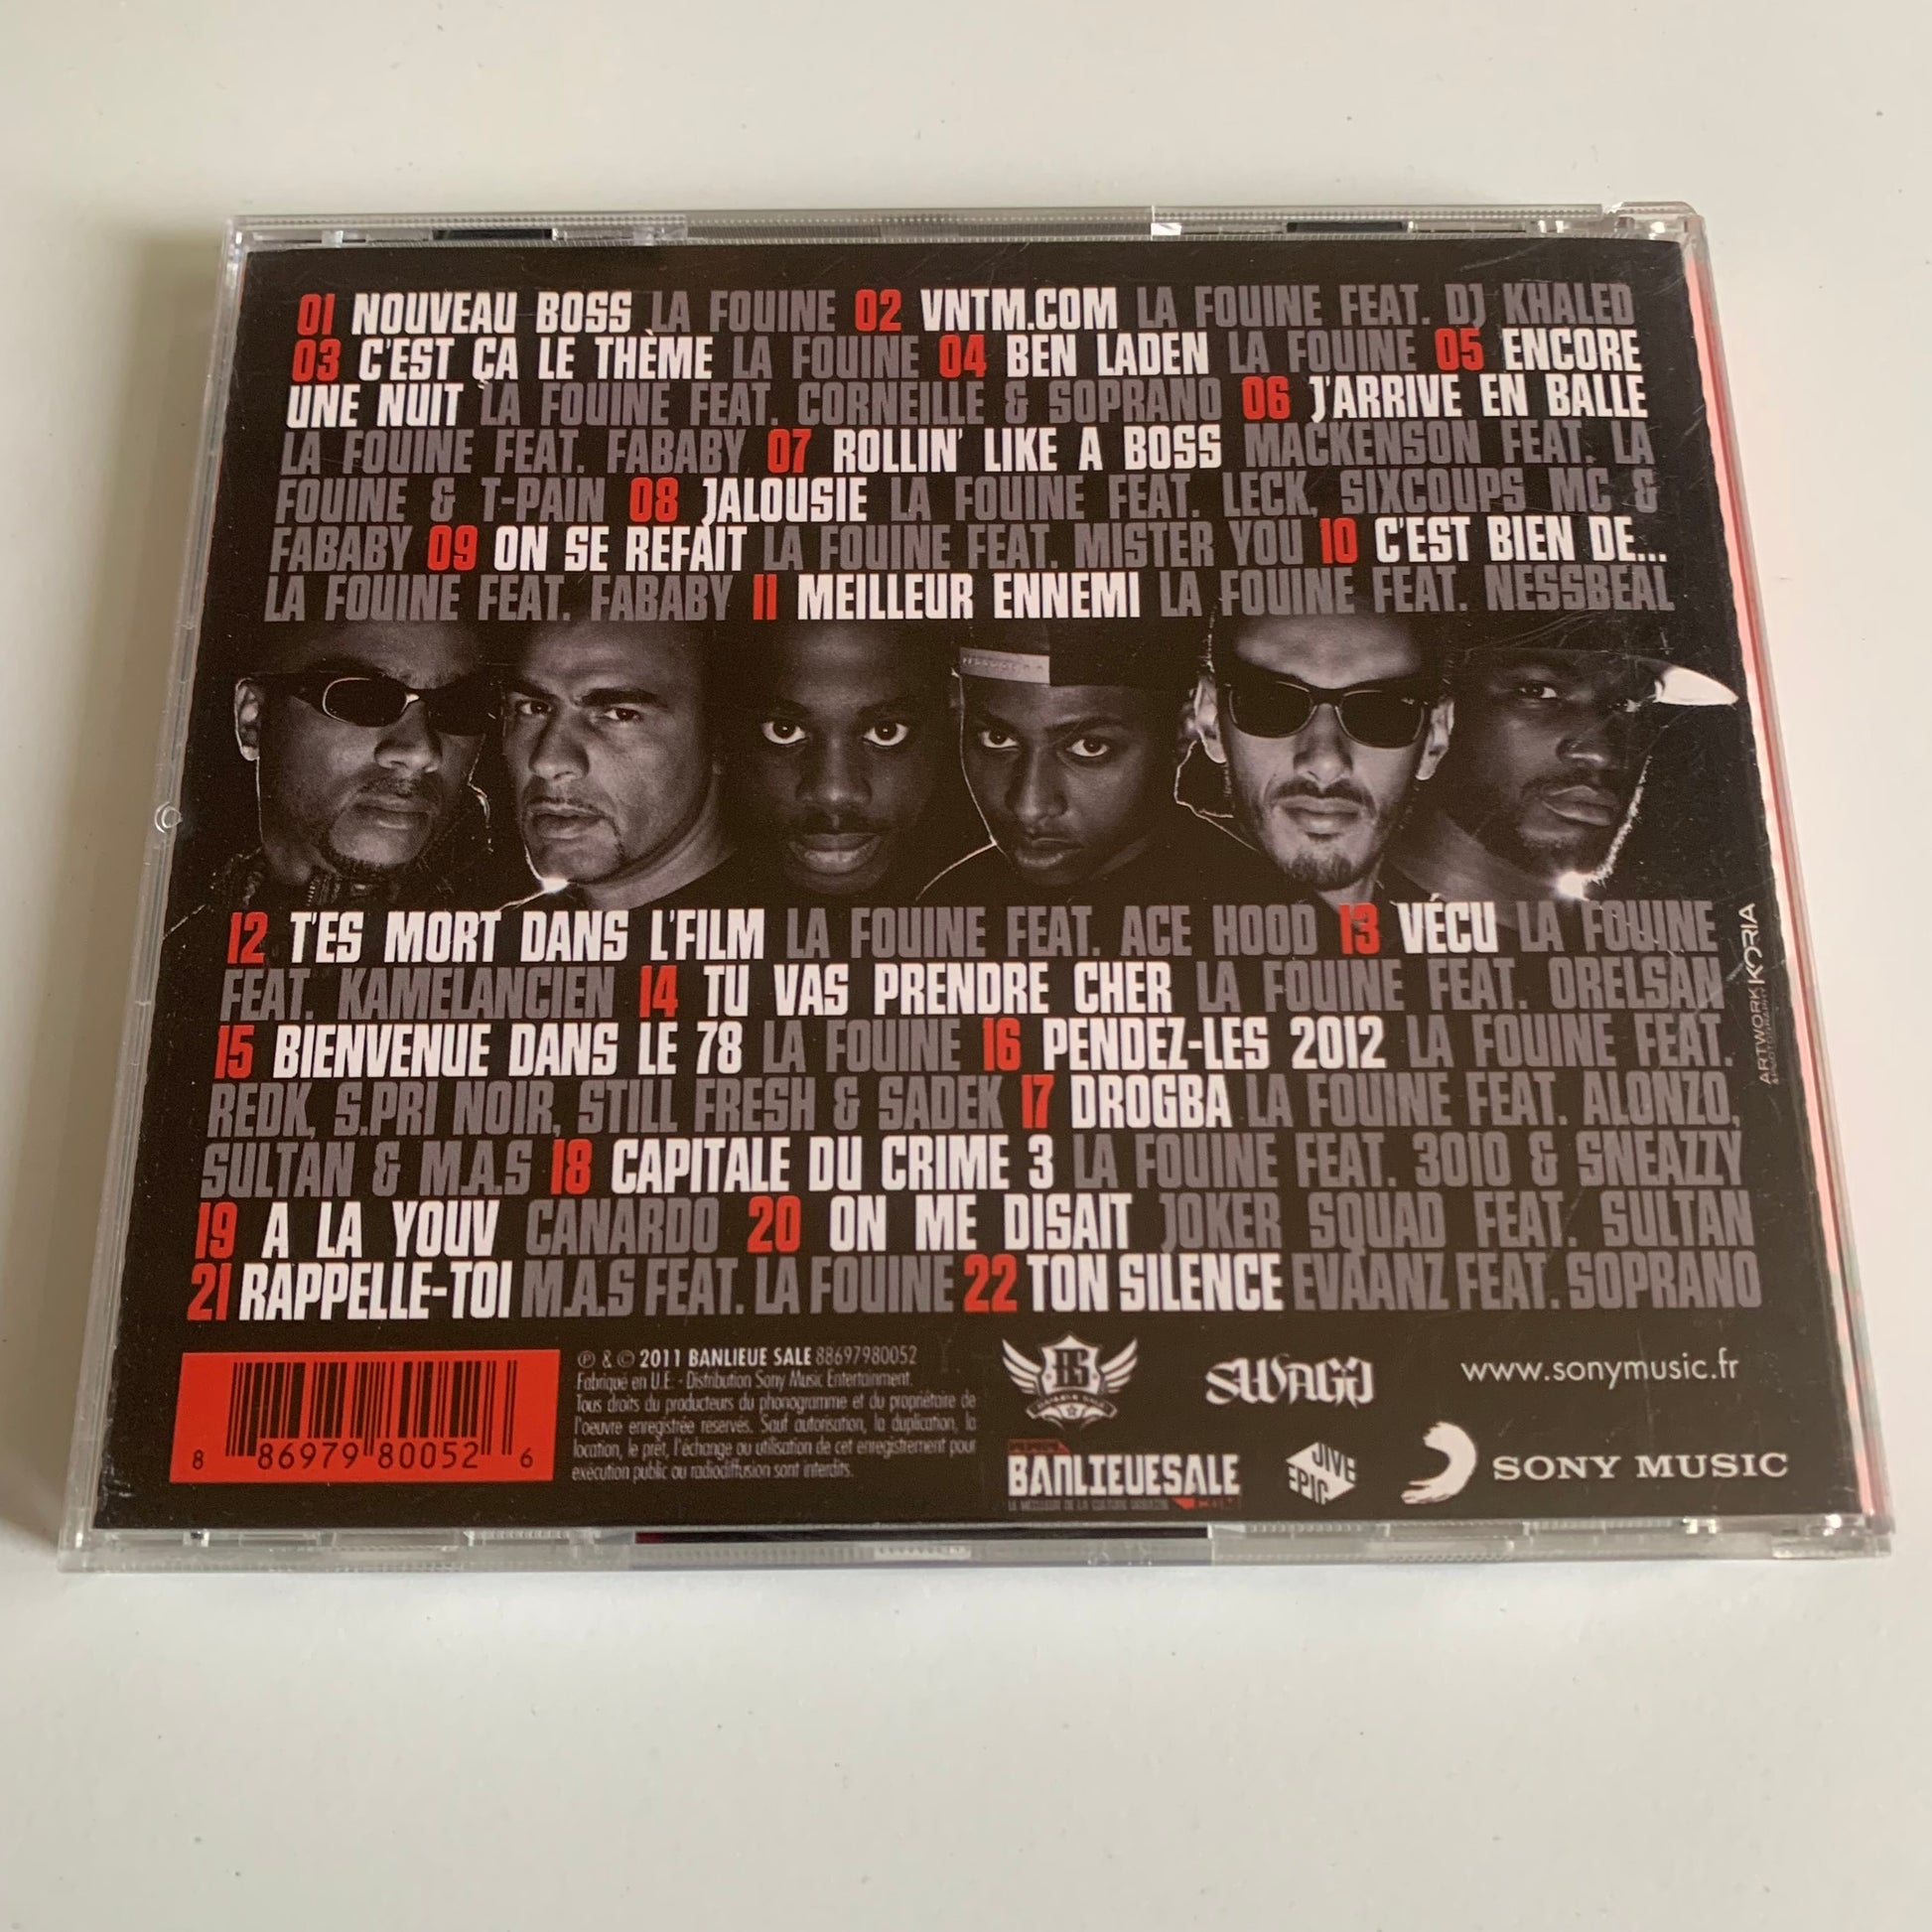 01 NOUVEAU BOSS LA FOUINE 02 VNTM.COM LA FOUINE FEAT. DJ KHALED
03 C'EST ÇA LE THÈME LA FOUINE 04 BEN LADEN LA FOUINE 05 ENCORE
UNE NUIT LA FOUINE FEAT. CORNEILLE & SOPRANO 06 J'ARRIVE EN BALLE
LA FOUINE FEAT. FABABY 07 ROLLIN' LIKE A BOSS MACKENSON FEAT. LA
FOUINE & T-PAIN 08 JALOUSIE LA FOUINE FEAT. LECK, SIXCOUPS MC &
FABABY 09 ON SE REFAIT LA FOUINE FEAT. MISTER YOU 10 C'EST BIEN DE...
LA FOUINE FEAT. FABABY 11 MEILLEUR ENNEMI LA FOUINE FEAT. NESSBEAL
12 T'ES MORT DANS L'FILM LA FOUINE FEAT. ACE HOOD 13 VÉCU LA FOUINE
FEAT. KAMELANCIEN 14 TU VAS PRENDRE CHER LA FOUINE FEAT. ORELSAN
15 BIENVENUE DANS LE 78 LA FOUINE 16 PENDEZ-LES 2012 LA FOUINE FEAT.
REDK, S.PRI NOIR, STILL FRESH & SADEK 17 DROGBA LA FOUINE FEAT. ALONZO,
SULTAN & M.A.S 18 CAPITALE DU CRIME 3 LA FOUINE FEAT. 3010 & SNEAZZY
19 A LA YOUV CANARDO 20 ON ME DISAIT JOKER SQUAD FEAT. SULTAN
21 RAPPELLE-TOI M.A.S FEAT. LA FOUINE 22 TON SILENCE EVAANZ FEAT. SOPRANO
ARTWORK KORIA
8 86979 80052 6
℗ & © 2011 BANLIEUE SALE 88697980052
Fabriqué en U.E. - Distribution Sony Music Entertainment.
Tous droits du producteurs du phonogramme et du propriétaire de
l'oeuvre enregistrée reservés. Sauf autorisation, la duplication, la
location, le prêt, l'échange ou utilisation de cet enregistrement pour
exécution public ou radiodiffusion sont interdits.
BS
SWAGG
www.sonymusic.fr
BANLIEUESALE
LE MEILLEUR DE LA CULTURE URBAINE
JIVE
EPIC
SONY MUSIC